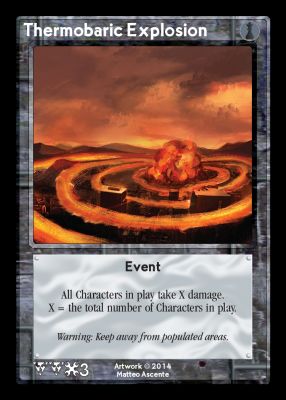 Thermobaric Explosion
Event
All Characters in play take X damage.
X = the total number of Characters in play.
Warning: Keep away from populated areas.
3
Artwork © 2014
Matteo Ascente